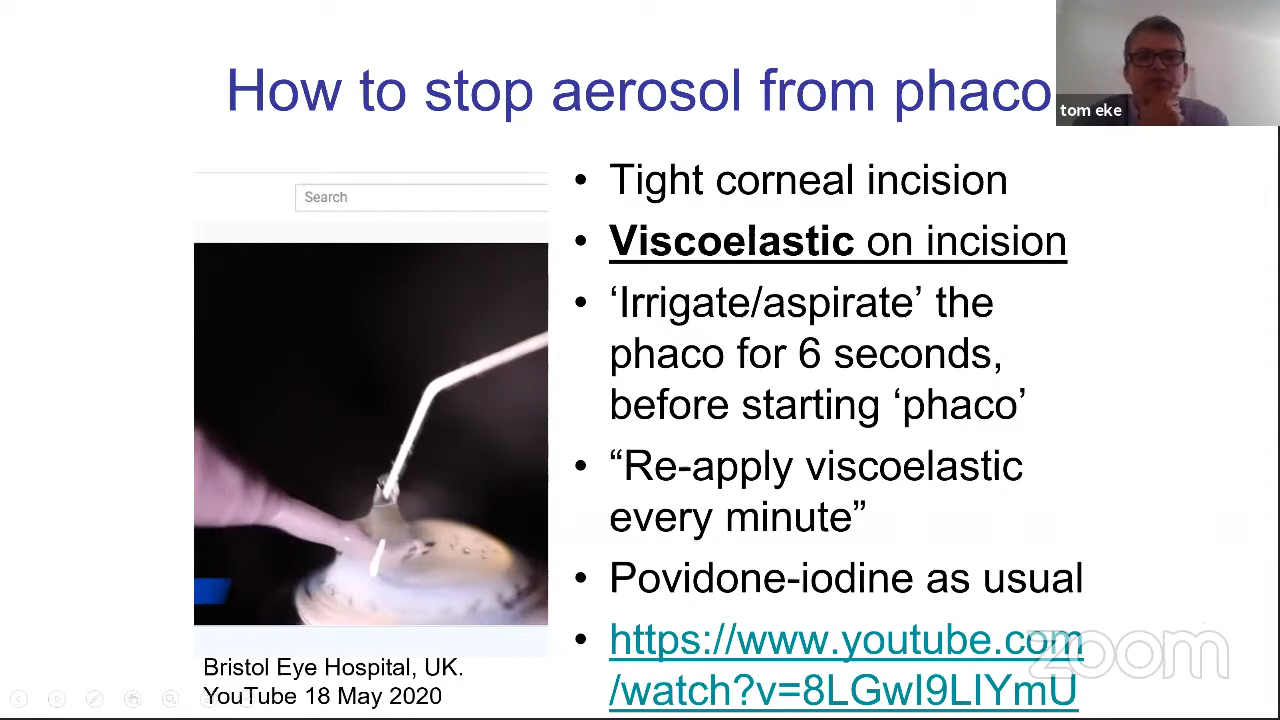 How to stop aerosol from phaco
tom eke
Search
• Tight corneal incision
• Viscoelastic on incision
• ‘Irrigate/aspirate’ the
phaco for 6 seconds,
before starting ‘phaco’
• “Re-apply viscoelastic
every minute”
• Povidone-iodine as usual
• https://www.youtube.com
/watch?v=8LGwI9LIYmU
Bristol Eye Hospital, UK.
YouTube 18 May 2020
zoom